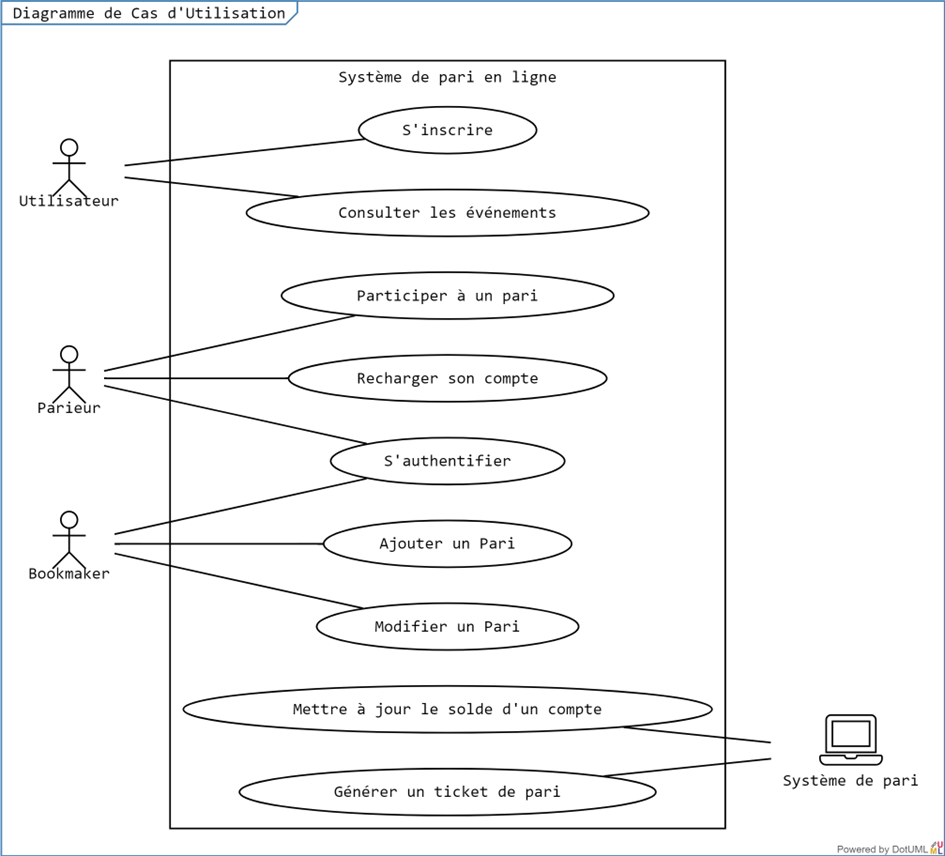 Diagramme de Cas d'Utilisation
Système de pari en ligne
S'inscrire
Utilisateur
Consulter les événements
Participer à un pari
Recharger son compte
Parieur
S'authentifier
Ajouter un Pari
Bookmaker
Modifier un Pari
Mettre à jour le solde d'un compte
Système de pari
Générer un ticket de pari
Powered by DotUML